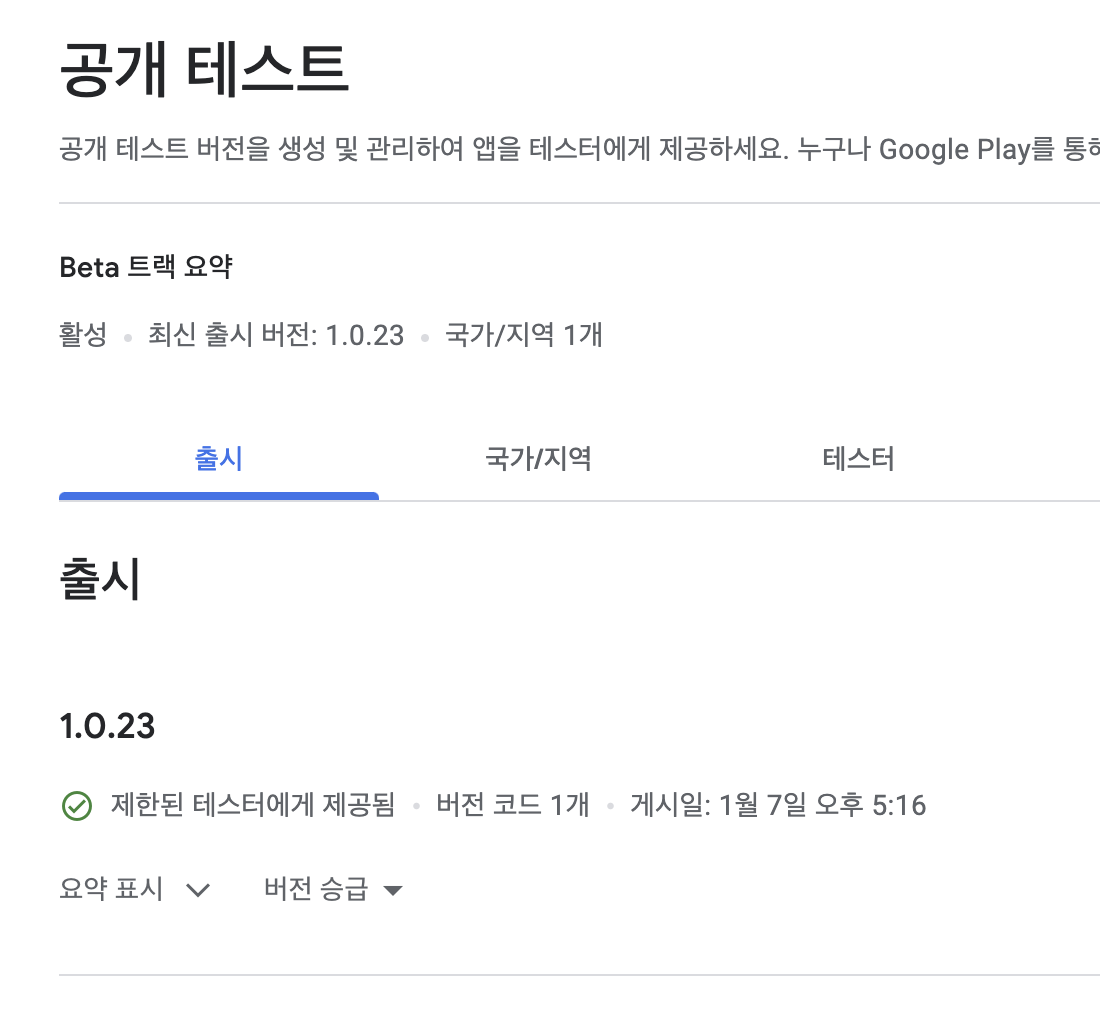 공개 테스트
공개 테스트 버전을 생성 및 관리하여 앱을 테스터에게 제공하세요. 누구나 Google Play를
Beta 트랙 요약
활성 • 최신 출시 버전: 1.0.23 • 국가/지역 1개
출시 국가/지역 테스터
출시
1.0.23
제한된 테스터에게 제공됨 • 버전 코드 1개 • 게시일: 1월 7일 오후 5:16
요약 표시 버전 승급